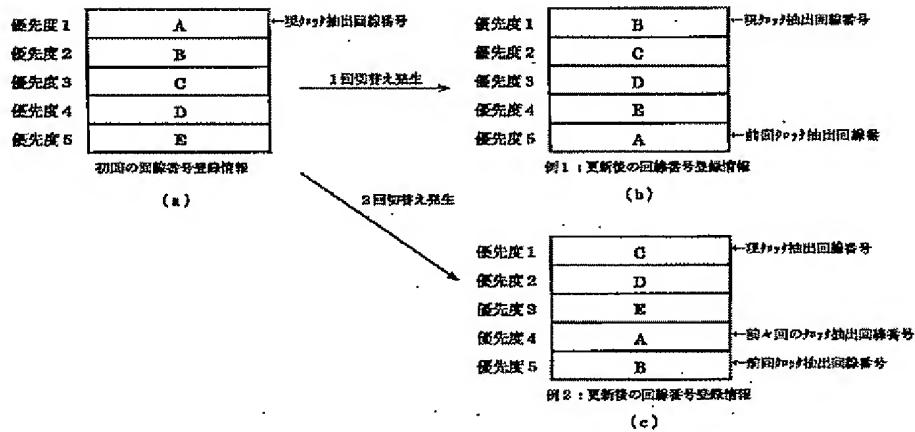 優先度1 A ←現クロック抽出回線番号
優先度2 B
優先度3 C
優先度4 D
優先度5 E
初回の回線番号登録情報
(a)
1回切替え発生
2回切替え発生
優先度1 B ←現クロック抽出回線番号
優先度2 C
優先度3 D
優先度4 E
優先度5 A ←前回クロック抽出回線番
例1:更新後の回線番号登録情報
(b)
優先度1 C ←現クロック抽出回線番号
優先度2 D
優先度3 E
優先度4 A ←前々回のクロック抽出回線番号
優先度5 B ←前回クロック抽出回線番号
例2:更新後の回線番号登録情報
(c)